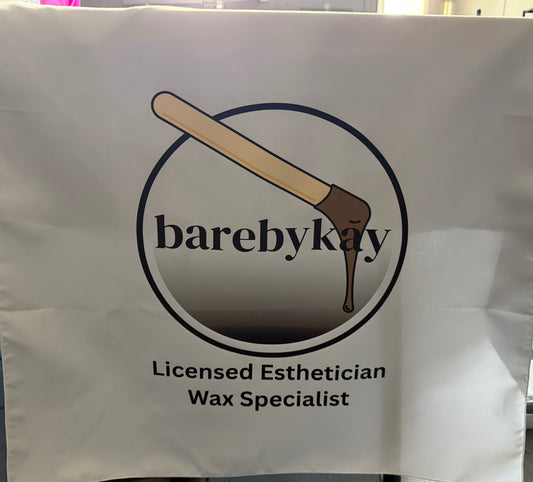 barebykay
Licensed Esthetician
Wax Specialist